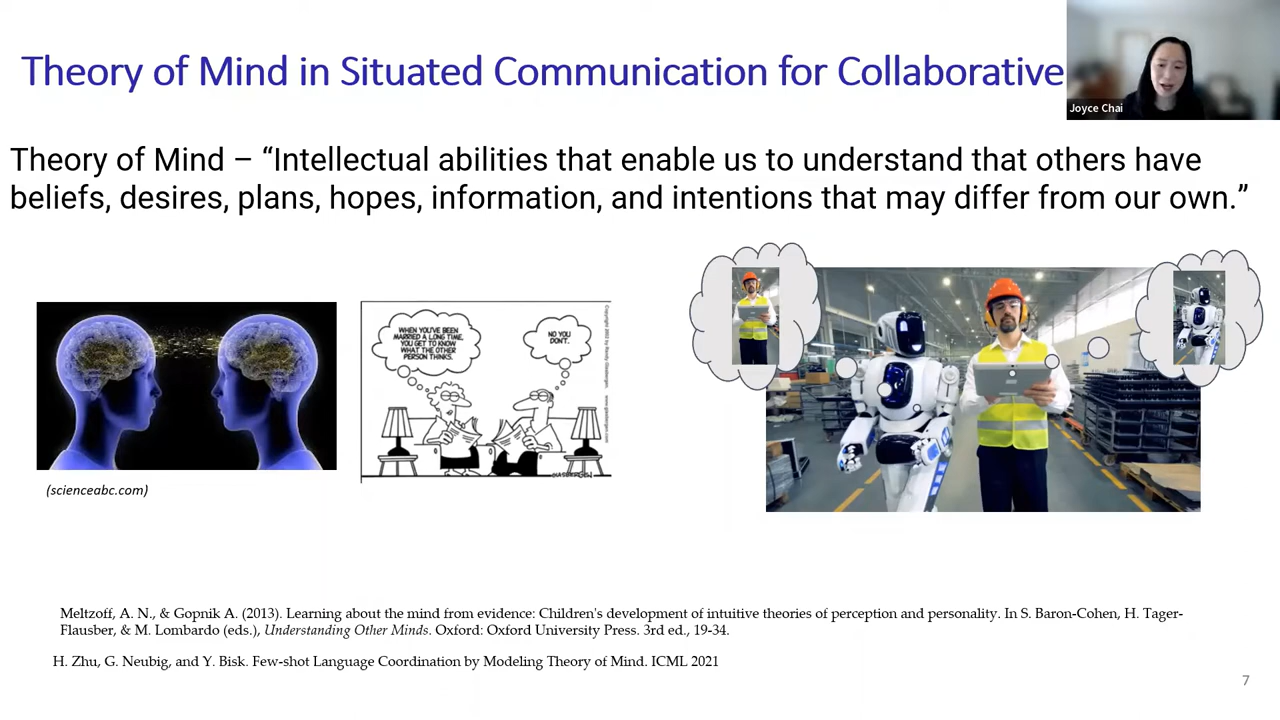 Theory of Mind in Situated Communication for Collaborative
Joyce Chai
Theory of Mind – “Intellectual abilities that enable us to understand that others have
beliefs, desires, plans, hopes, information, and intentions that may differ from our own.”
WHEN YOU'VE BEEN
MARRIED A LONG TIME,
YOU GET TO KNOW
WHAT THE OTHER
PERSON THINKS.
NO YOU
DON'T.
(scienceabc.com)
Meltzoff, A. N., & Gopnik A. (2013). Learning about the mind from evidence: Children's development of intuitive theories of perception and personality. In S. Baron-Cohen, H. Tager-
Flausber, & M. Lombardo (eds.), Understanding Other Minds. Oxford: Oxford University Press. 3rd ed., 19-34.
H. Zhu, G. Neubig, and Y. Bisk. Few-shot Language Coordination by Modeling Theory of Mind. ICML 2021
7